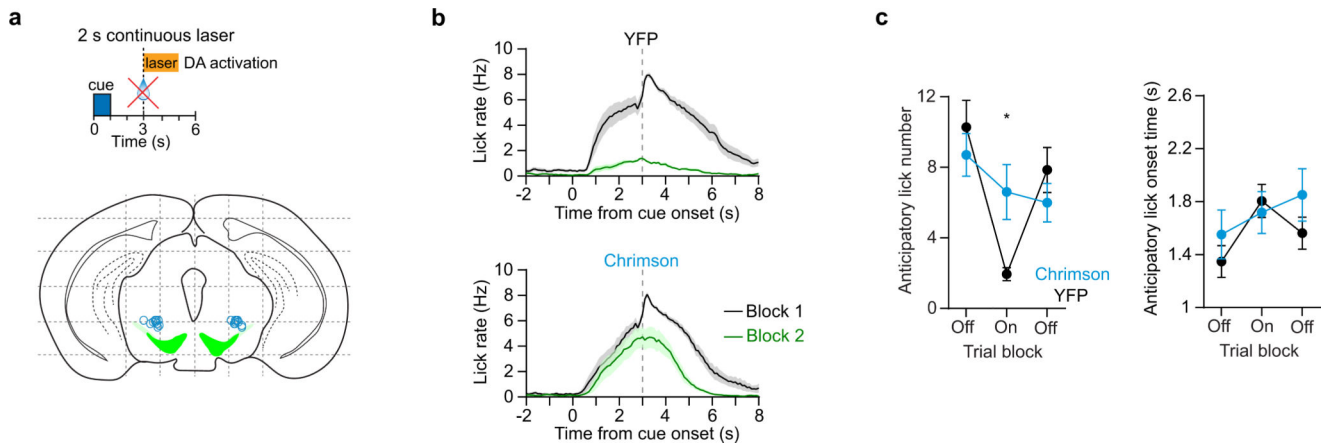 a
2 s continuous laser
laser DA activation
cue
0 3 6
Time (s)
b
YFP
10
8
6
4
2
0
Lick rate (Hz)
-2 0 2 4 6 8
Time from cue onset (s)
Chrimson
10
8
6
4
2
0
Lick rate (Hz)
Block 1
Block 2
-2 0 2 4 6 8
Time from cue onset (s)
c
12
8
4
0
Anticipatory lick number
*
Chrimson
YFP
Off On Off
Trial block
2.6
2.2
1.8
1.4
1
Anticipatory lick onset time (s)
Off On Off
Trial block